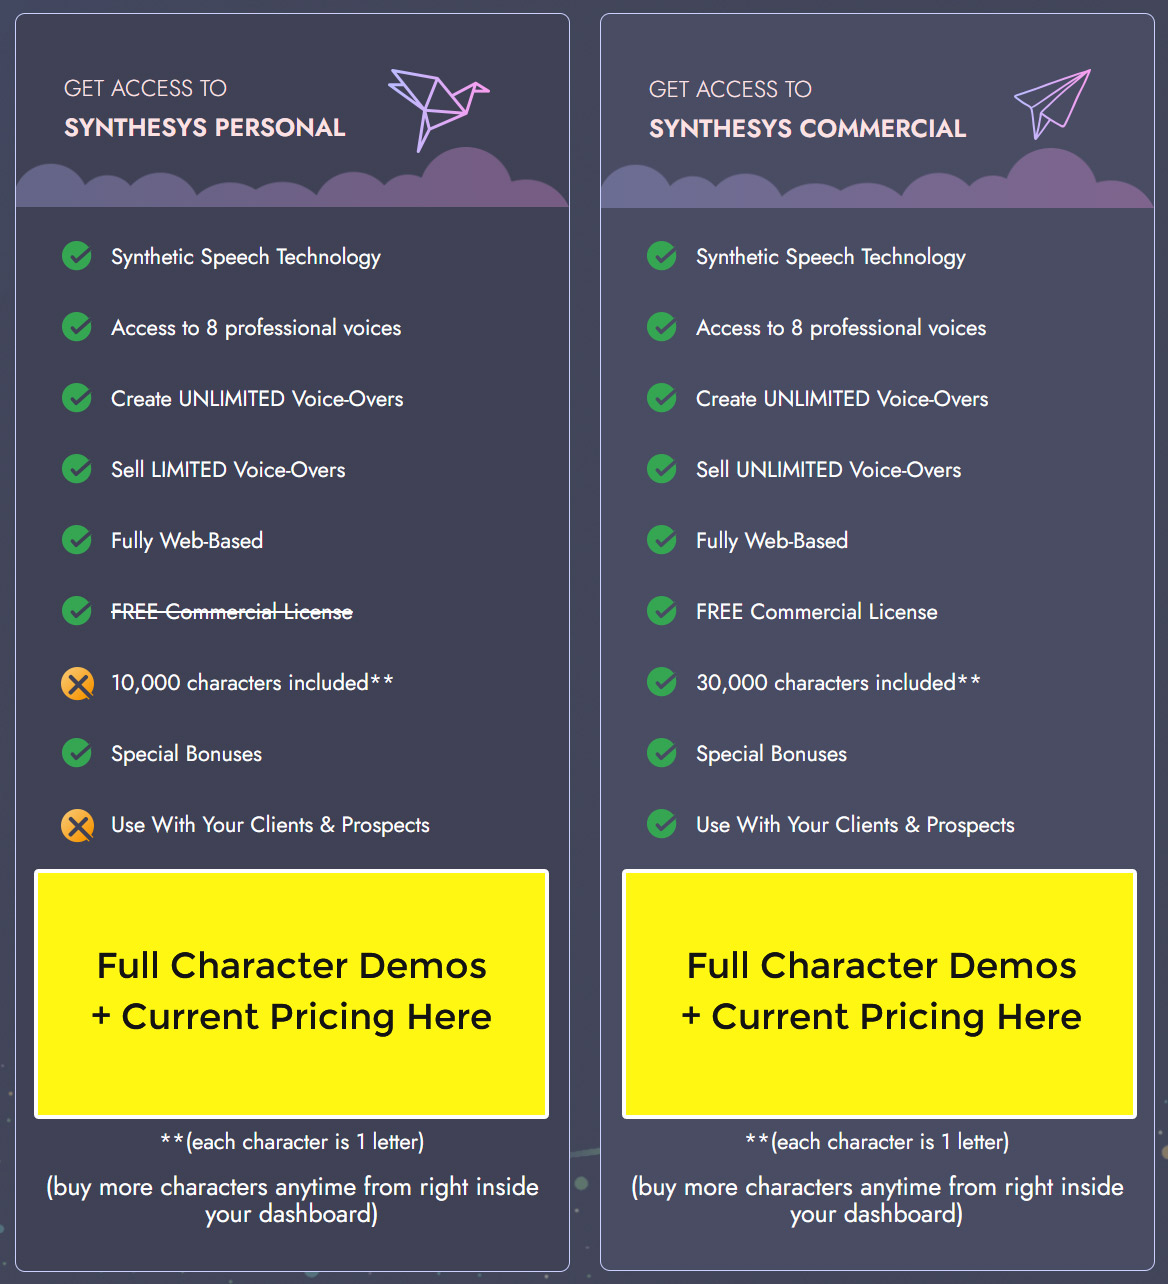 GET ACCESS TO
SYNTHESYS PERSONAL
Synthetic Speech Technology
Access to 8 professional voices
Create UNLIMITED Voice-Overs
Sell LIMITED Voice-Overs
Fully Web-Based
FREE Commercial License
10,000 characters included**
Special Bonuses
Use With Your Clients & Prospects
Full Character Demos
+ Current Pricing Here
**(each character is 1 letter)
(buy more characters anytime from right inside
your dashboard)
GET ACCESS TO
SYNTHESYS COMMERCIAL
Synthetic Speech Technology
Access to 8 professional voices
Create UNLIMITED Voice-Overs
Sell UNLIMITED Voice-Overs
Fully Web-Based
FREE Commercial License
30,000 characters included**
Special Bonuses
Use With Your Clients & Prospects
Full Character Demos
+ Current Pricing Here
**(each character is 1 letter)
(buy more characters anytime from right inside
your dashboard)